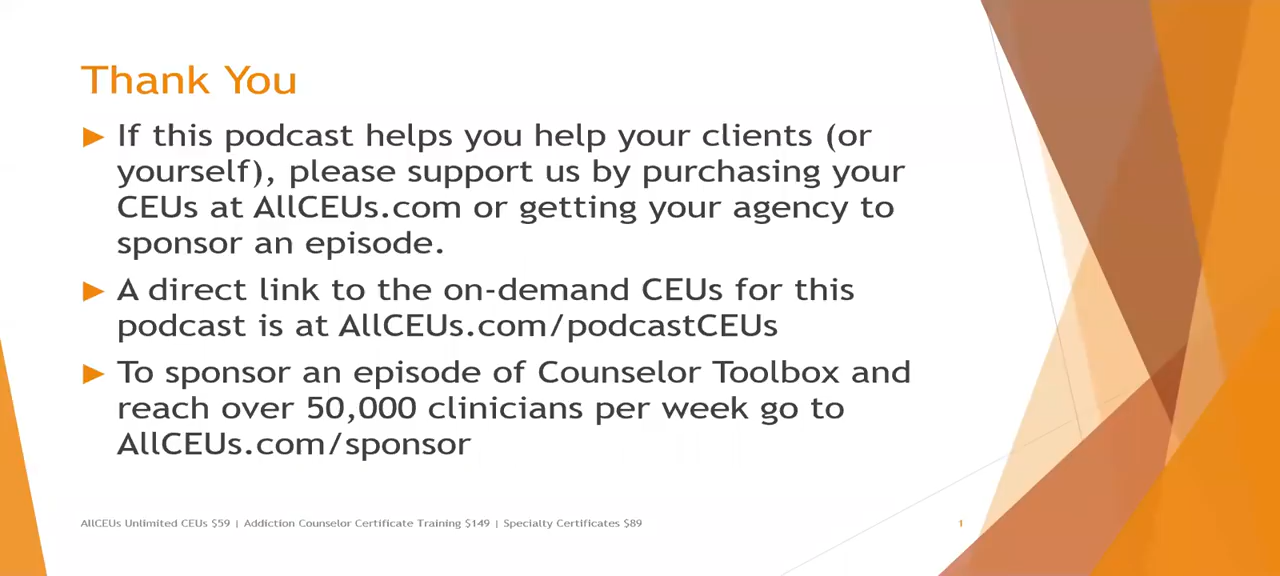 Thank You
▶ If this podcast helps you help your clients (or
yourself), please support us by purchasing your
CEUs at AllCEUs.com or getting your agency to
sponsor an episode.
▶ A direct link to the on-demand CEUs for this
podcast is at AllCEUs.com/podcastCEUs
▶ To sponsor an episode of Counselor Toolbox and
reach over 50,000 clinicians per week go to
AllCEUs.com/sponsor
AllCEUs Unlimited CEUs $59 | Addiction Counselor Certificate Training $149 | Specialty Certificates $89
1